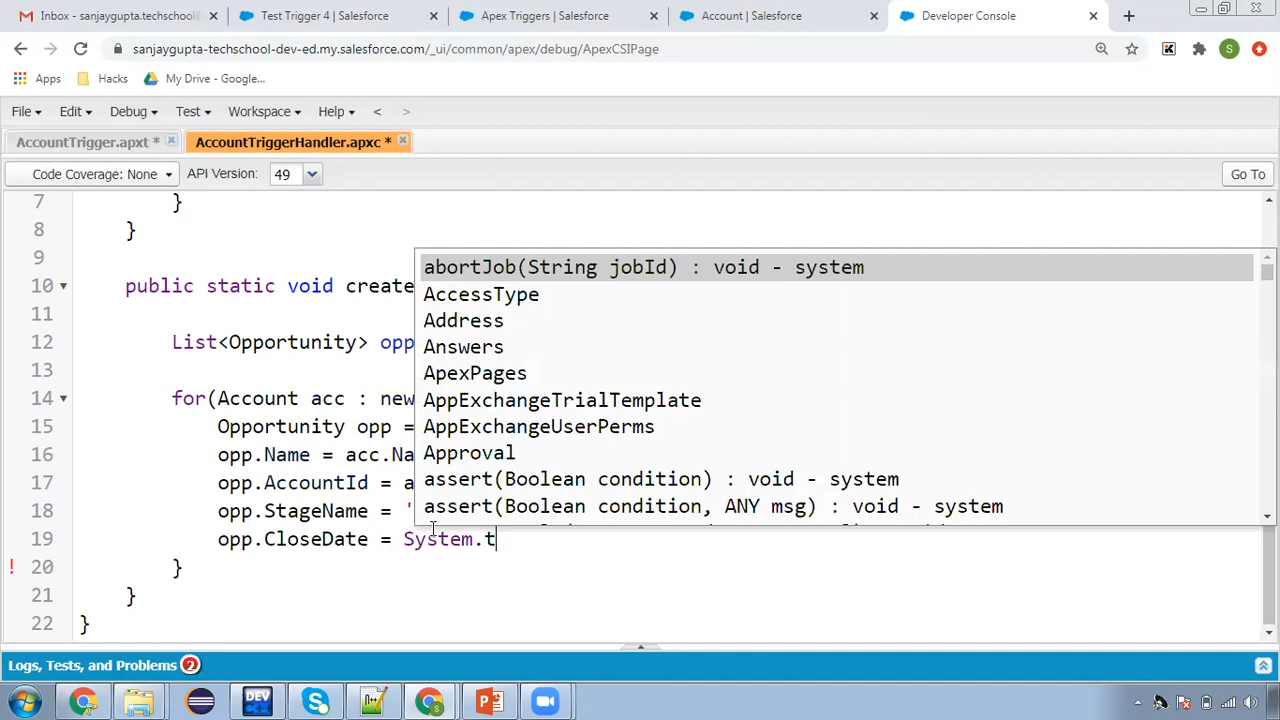 Inbox - sanjaygupta.techschool@
Test Trigger 4 | Salesforce
Apex Triggers | Salesforce
Account | Salesforce
Developer Console
sanjaygupta-techschool-dev-ed.my.salesforce.com/_ui/common/apex/debug/ApexCSIPage
Apps
Hacks
My Drive - Google...
File
Edit
Debug
Test
Workspace
Help
<
>
AccountTrigger.apxt *
AccountTriggerHandler.apxc *
Code Coverage: None
API Version:
49
Go To
7 }
8 }
9
10 public static void create
11
12 List<Opportunity> opp
13
14 for(Account acc : new
15 Opportunity opp =
16 opp.Name = acc.Na
17 opp.AccountId = a
18 opp.StageName = '
19 opp.CloseDate = System.t
! 20 }
21 }
22 }
abortJob(String jobId) : void - system
AccessType
Address
Answers
ApexPages
AppExchangeTrialTemplate
AppExchangeUserPerms
Approval
assert(Boolean condition) : void - system
assert(Boolean condition, ANY msg) : void - system
Logs, Tests, and Problems 2
DEV